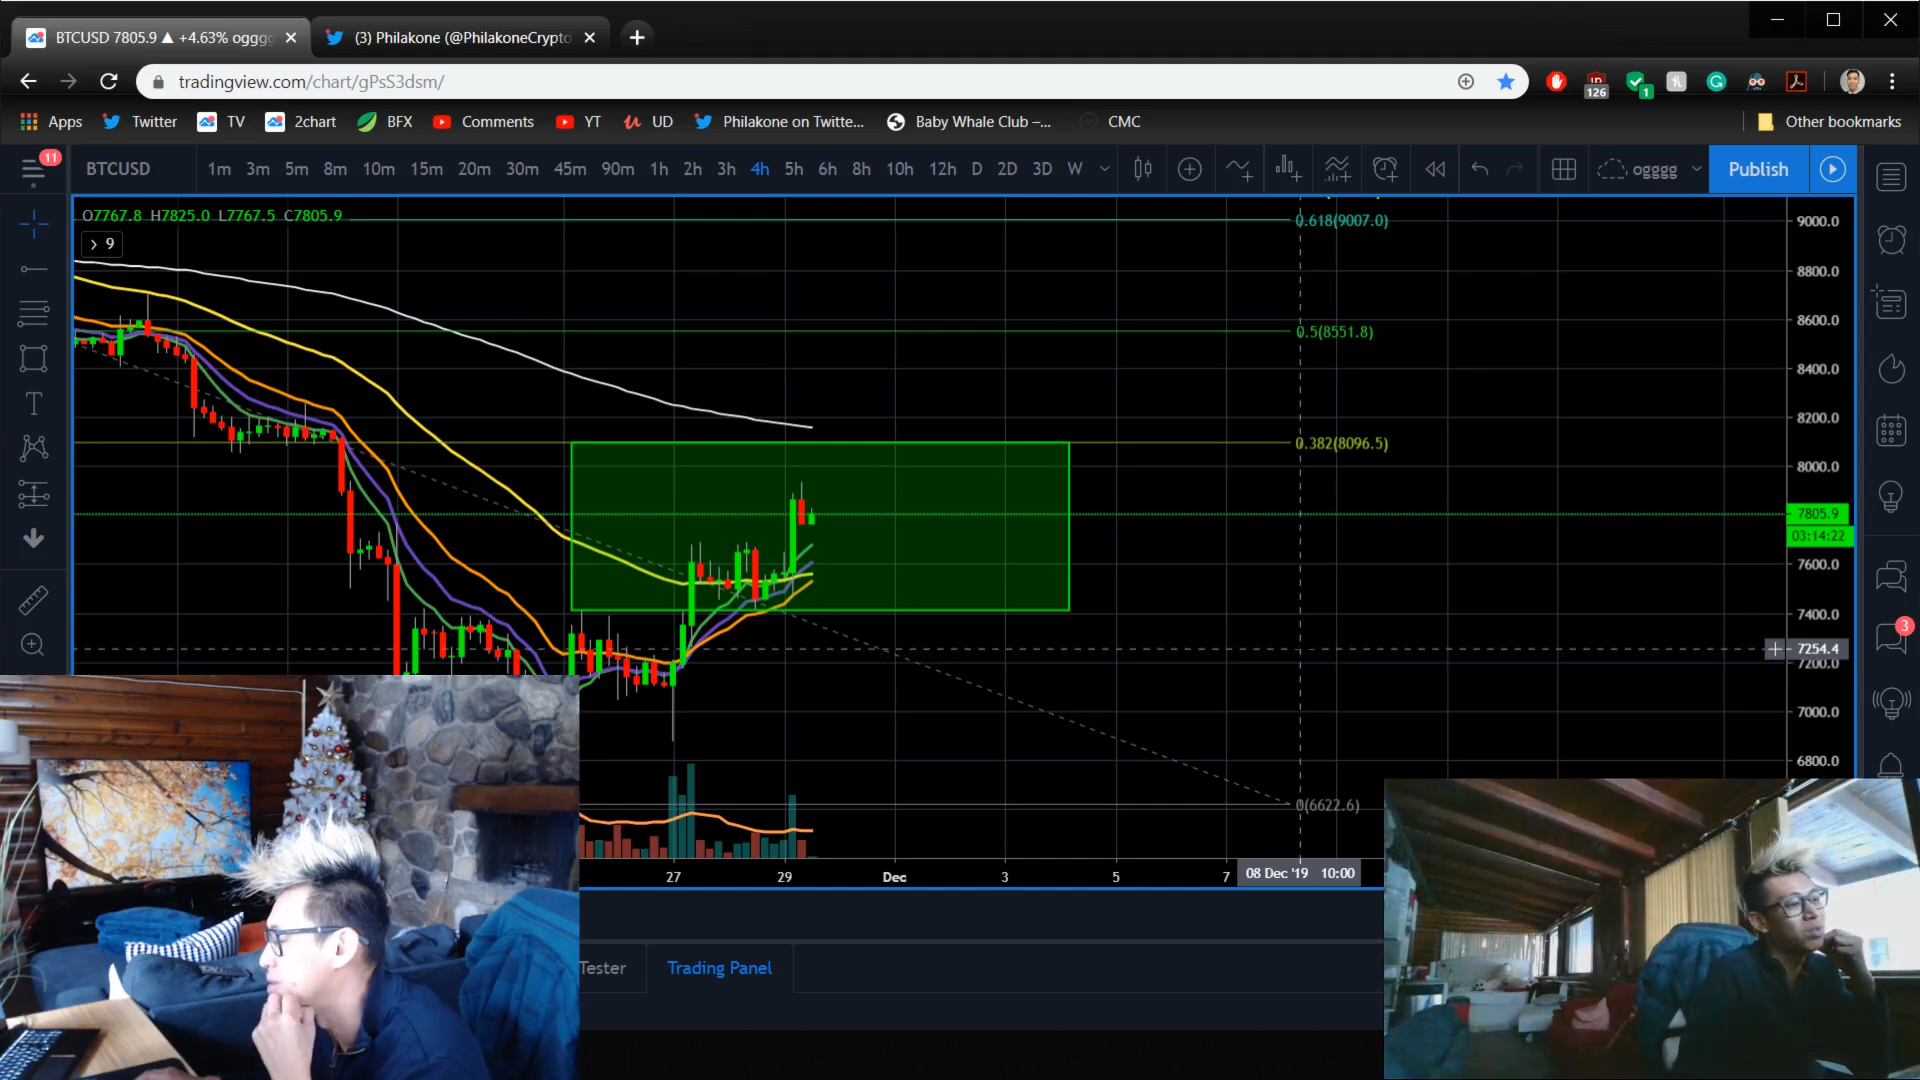 BTCUSD 7805.9 ▲ +4.63% ogggg
(3) Philakone (@PhilakoneCrypto
tradingview.com/chart/gPsS3dsm/
126
1
Apps Twitter TV 2chart BFX Comments YT UD Philakone on Twitte... Baby Whale Club –... CMC Other bookmarks
11
BTCUSD 1m 3m 5m 8m 10m 15m 20m 30m 45m 90m 1h 2h 3h 4h 5h 6h 8h 10h 12h D 2D 3D W ogggg Publish
O7767.8 H7825.0 L7767.5 C7805.9
9
0.618(9007.0)
9000.0
8800.0
8600.0
0.5(8551.8)
8400.0
8200.0
0.382(8096.5)
8000.0
7805.9
03:14:22
7600.0
7400.0
3
7254.4
7200.0
7000.0
6800.0
0(6622.6)
27 29 Dec 3 5 7 08 Dec '19 10:00
Tester Trading Panel